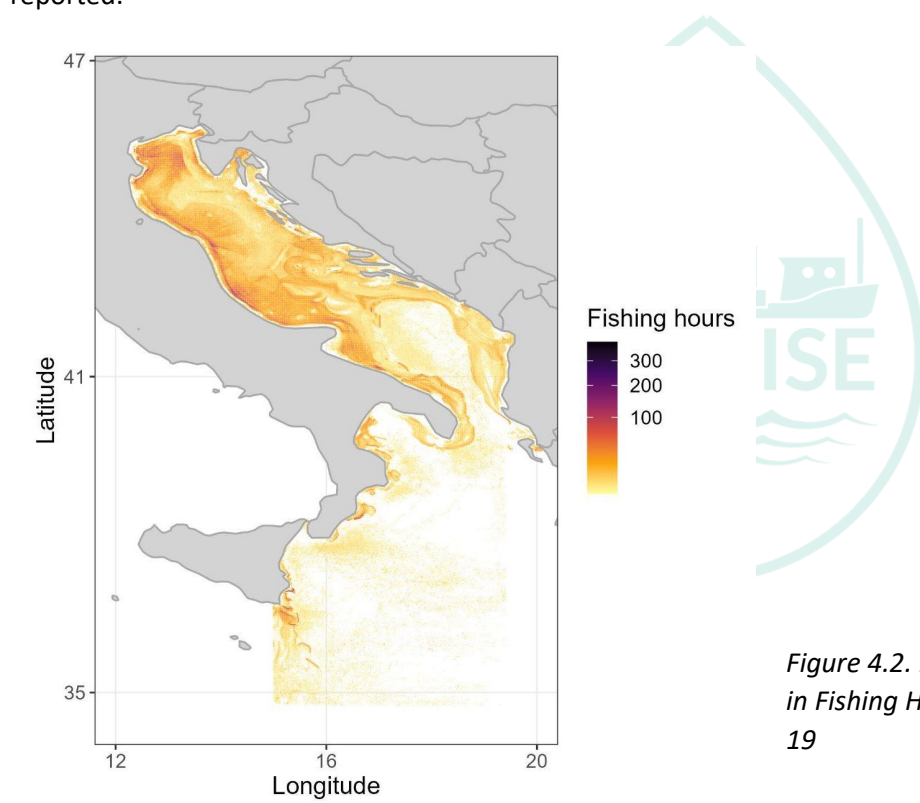 reported.
47
41
35
Latitude
12
16
20
Longitude
Fishing hours
300
200
100
ISE
Figure 4.2.
in Fishing H
19